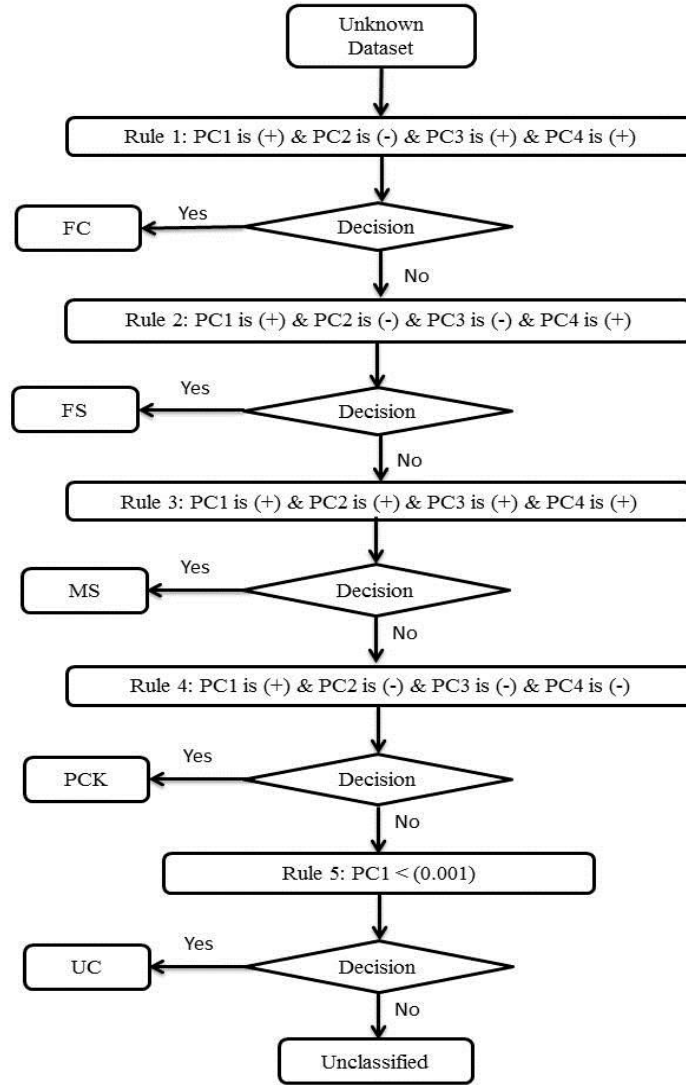 Unknown
Dataset
Rule 1: PC1 is (+) & PC2 is (-) & PC3 is (+) & PC4 is (+)
Yes
FC
Decision
No
Rule 2: PC1 is (+) & PC2 is (-) & PC3 is (-) & PC4 is (+)
Yes
FS
Decision
No
Rule 3: PC1 is (+) & PC2 is (+) & PC3 is (+) & PC4 is (+)
Yes
MS
Decision
No
Rule 4: PC1 is (+) & PC2 is (-) & PC3 is (-) & PC4 is (-)
Yes
PCK
Decision
No
Rule 5: PC1 < (0.001)
Yes
UC
Decision
No
Unclassified